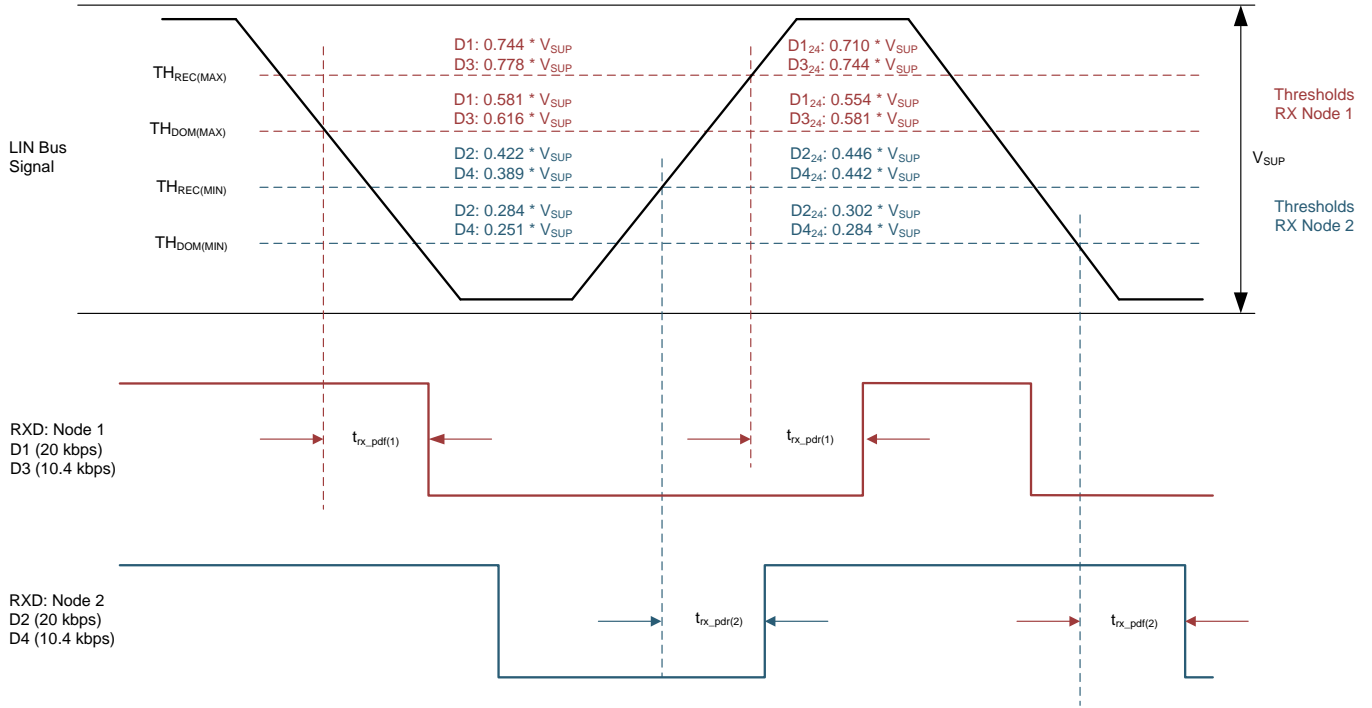 D1: 0.744 * VSUP
D3: 0.778 * VSUP
D124: 0.710 * VSUP
D324: 0.744 * VSUP
THREC(MAX)
D1: 0.581 * VSUP
D3: 0.616 * VSUP
D124: 0.554 * VSUP
D324: 0.581 * VSUP
Thresholds
RX Node 1
THDOM(MAX)
LIN Bus
Signal
D2: 0.422 * VSUP
D4: 0.389 * VSUP
D224: 0.446 * VSUP
D424: 0.442 * VSUP
VSUP
THREC(MIN)
D2: 0.284 * VSUP
D4: 0.251 * VSUP
D224: 0.302 * VSUP
D424: 0.284 * VSUP
Thresholds
RX Node 2
THDOM(MIN)
RXD: Node 1
D1 (20 kbps)
D3 (10.4 kbps)
trx_pdf(1)
trx_pdr(1)
RXD: Node 2
D2 (20 kbps)
D4 (10.4 kbps)
trx_pdr(2)
trx_pdf(2)